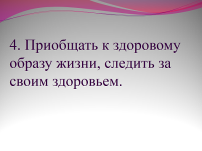 4. Приобщать к здоровому
образу жизни, следить за
своим здоровьем.